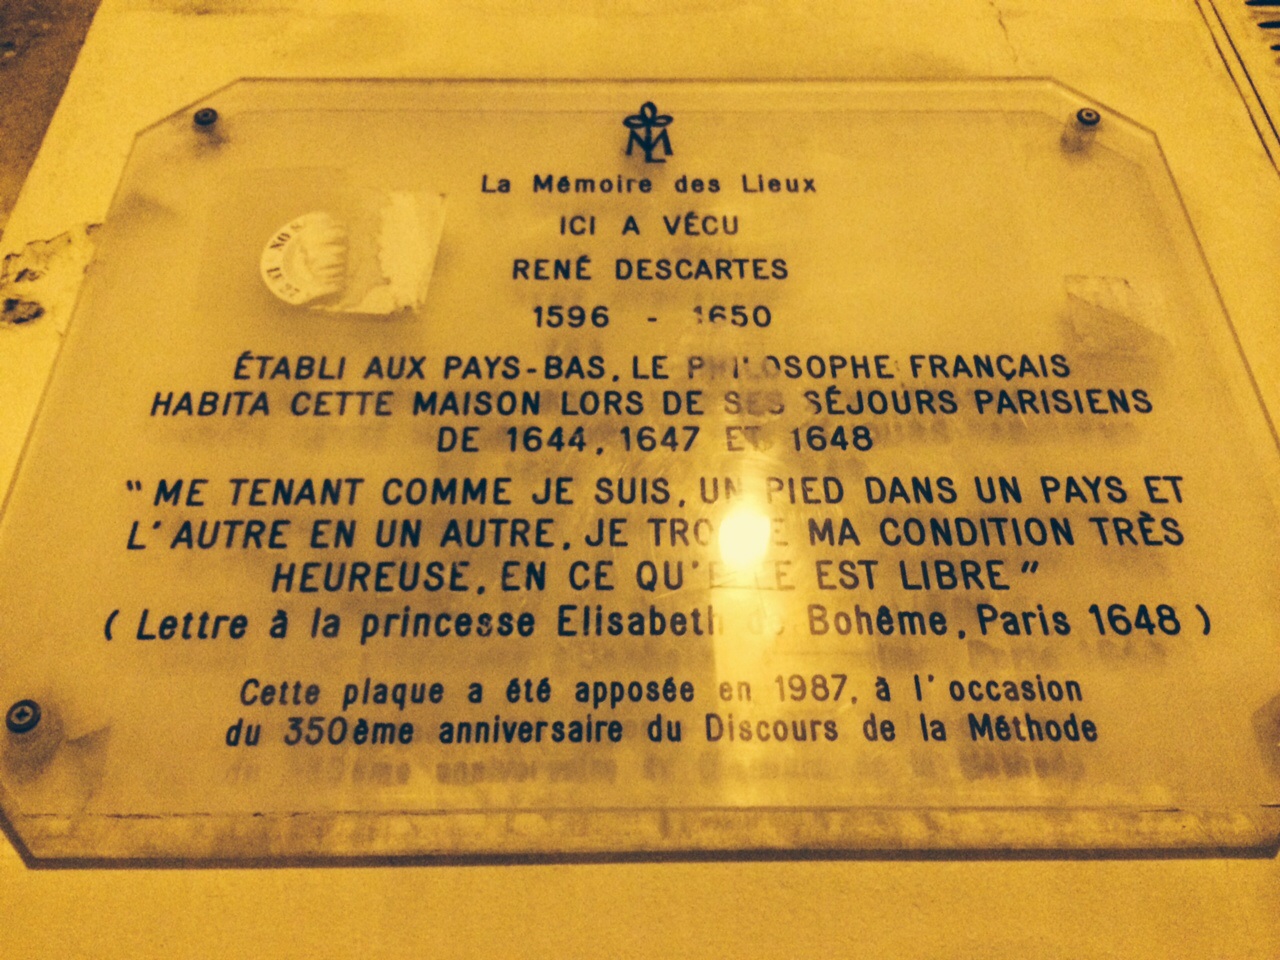 La Mémoire des Lieux
ICI A VÉCU
RENÉ DESCARTES
1596 - 1650
ÉTABLI AUX PAYS-BAS, LE PHILOSOPHE FRANÇAIS
HABITA CETTE MAISON LORS DE SES SÉJOURS PARISIENS
DE 1644, 1647 ET 1648
"ME TENANT COMME JE SUIS, UN PIED DANS UN PAYS ET
L'AUTRE EN UN AUTRE, JE TROUVE MA CONDITION TRÈS
HEUREUSE, EN CE QU'ELLE EST LIBRE"
(Lettre à la princesse Elisabeth de Bohême, Paris 1648)
Cette plaque a été apposée en 1987, à l'occasion
du 350ème anniversaire du Discours de la Méthode